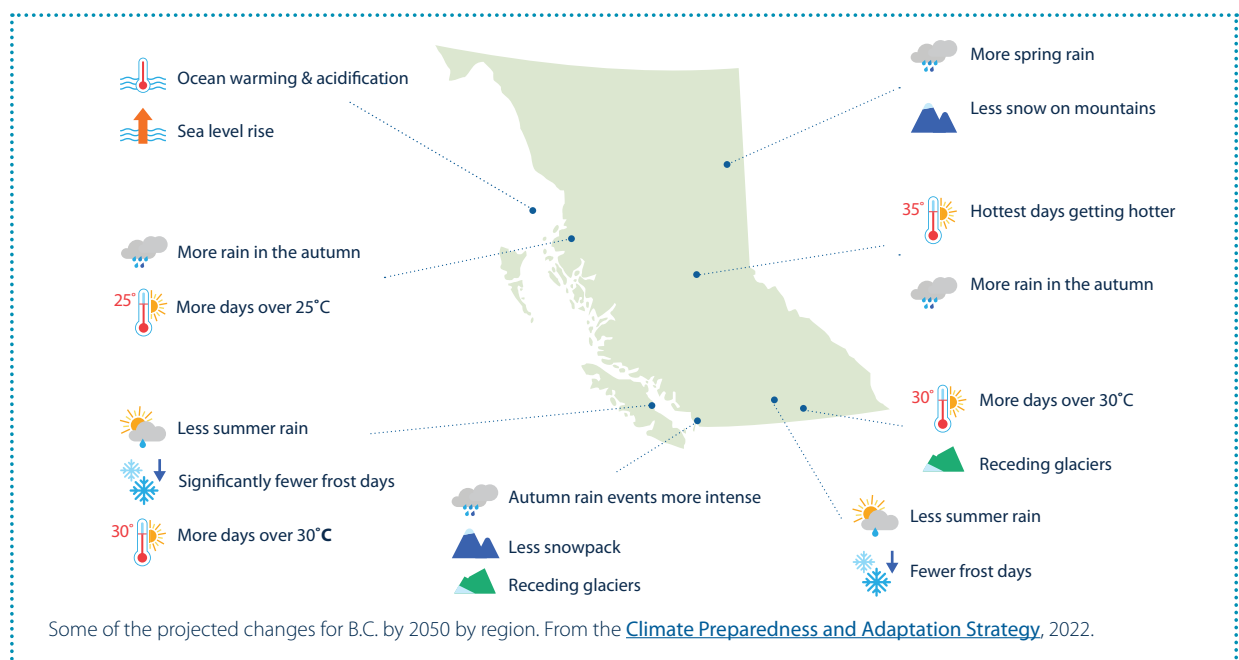 Ocean warming & acidification
Sea level rise
More rain in the autumn
25°
More days over 25˚C
Less summer rain
Significantly fewer frost days
30°
More days over 30˚C
Autumn rain events more intense
Less snowpack
Receding glaciers
More spring rain
Less snow on mountains
35°
Hottest days getting hotter
More rain in the autumn
30°
More days over 30˚C
Receding glaciers
Less summer rain
Fewer frost days
Some of the projected changes for B.C. by 2050 by region. From the Climate Preparedness and Adaptation Strategy, 2022.